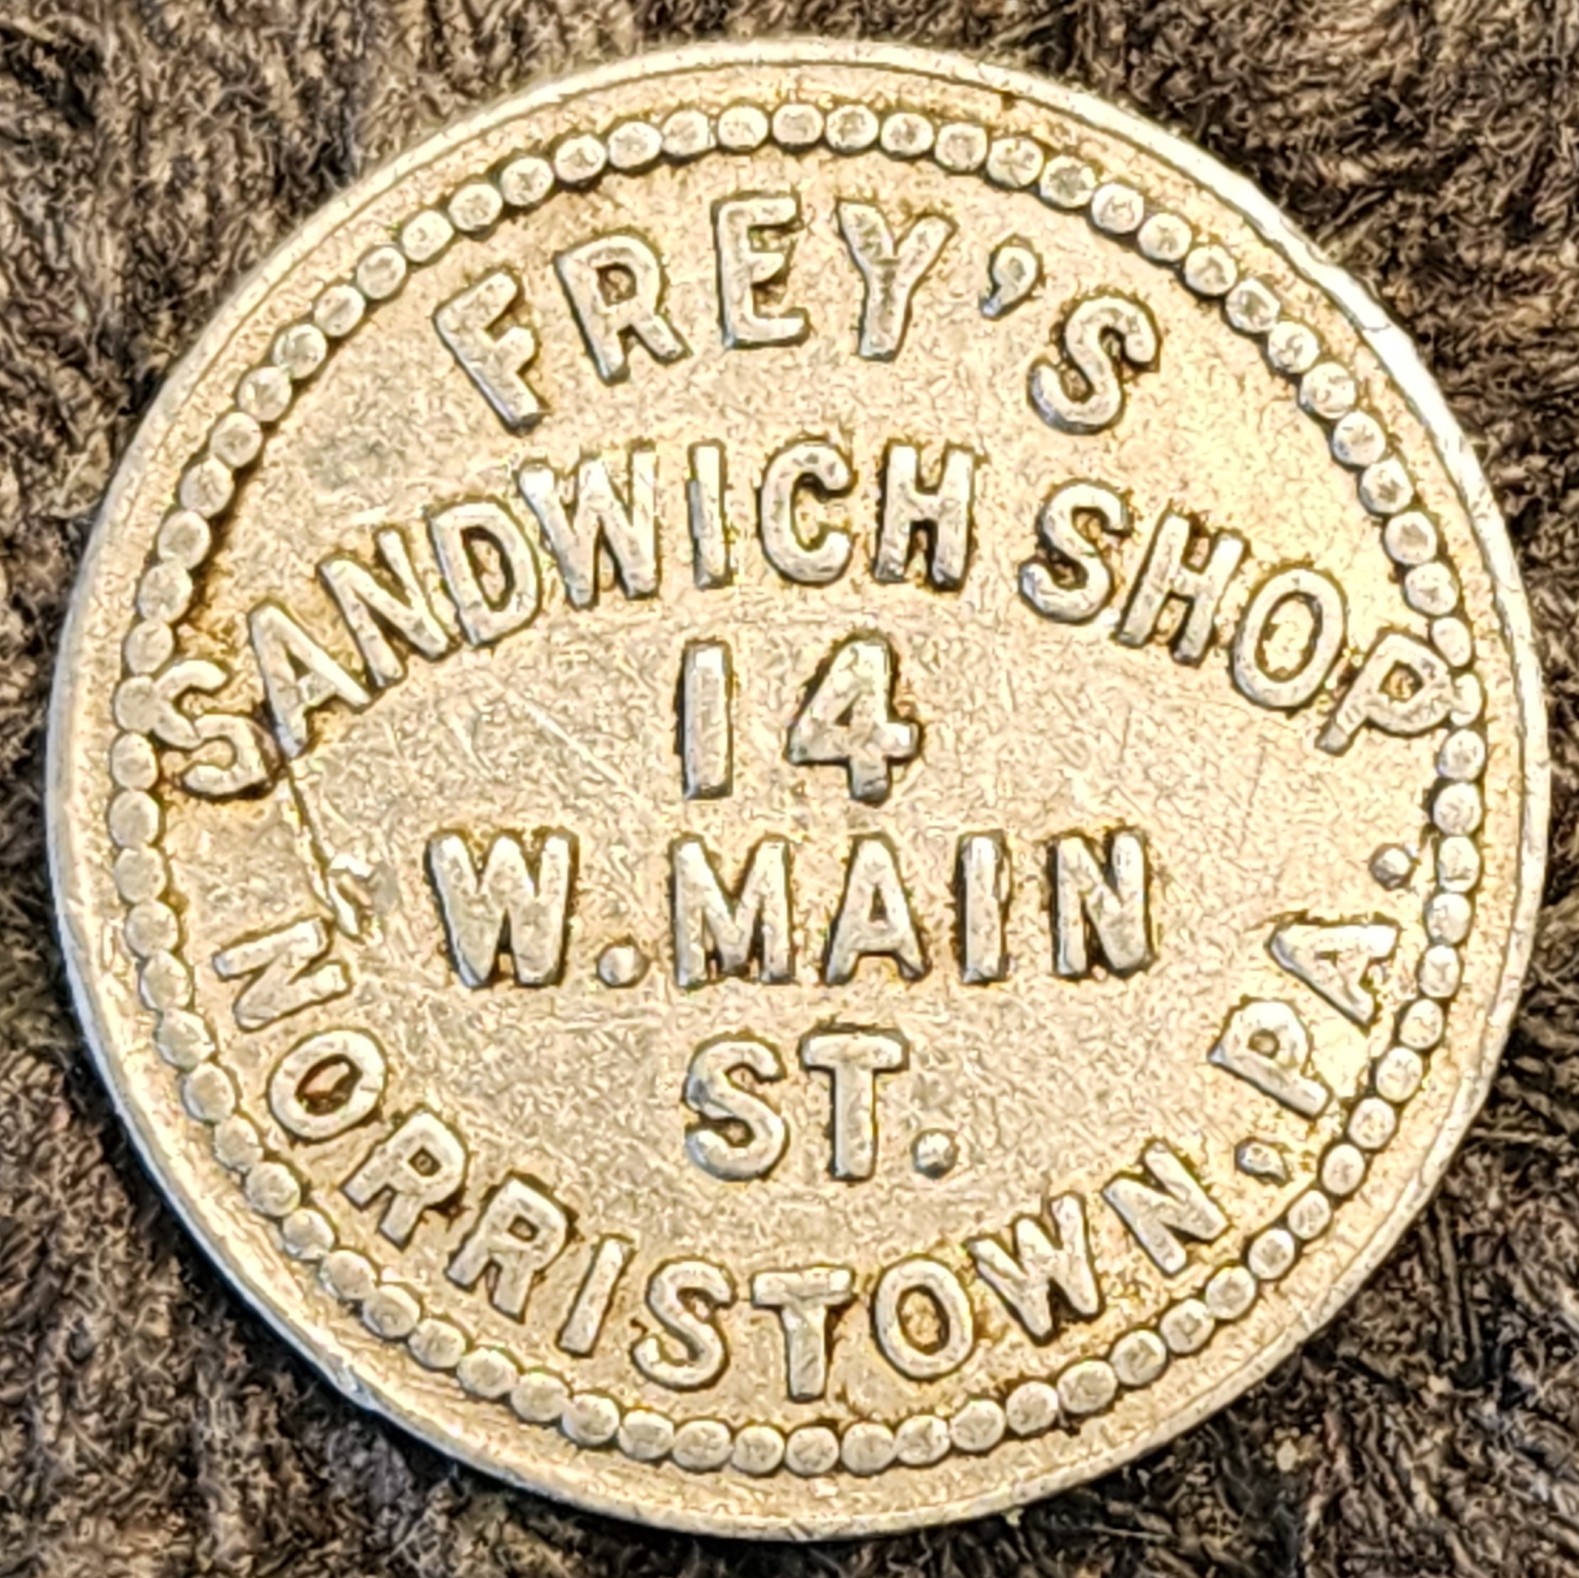 FREY'S
SANDWICH SHOP
14
W. MAIN
ST.
NORRISTOWN, PA.